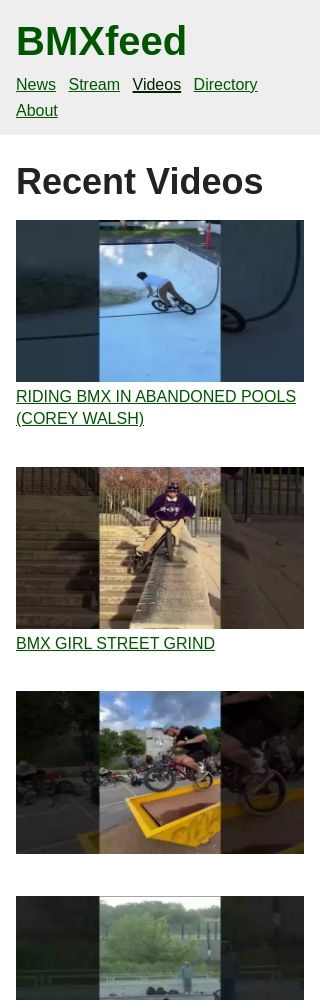 BMXfeed
News Stream Videos Directory
About
Recent Videos
RIDING BMX IN ABANDONED POOLS
(COREY WALSH)
BMX GIRL STREET GRIND